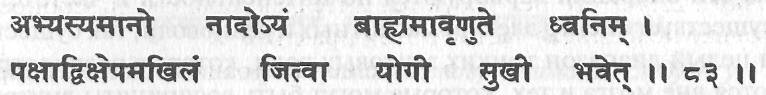 अभ्यस्यमानो नादोऽय बाह्यमावृणुते ध्वनिम् ।
पक्षाद्विक्षेपमखिलं जित्वा योगी सुखी भवेत् ।। ८३ ।।